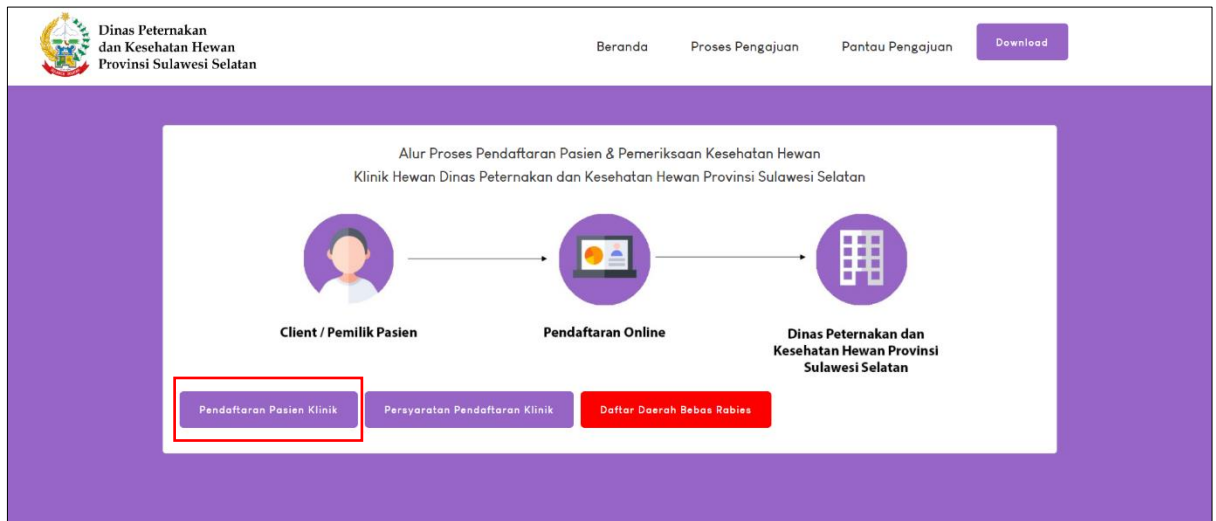 Dinas Peternakan
dan Kesehatan Hewan
Provinsi Sulawesi Selatan
Beranda
Proses Pengajuan
Pantau Pengajuan
Download
Alur Proses Pendaftaran Pasien & Pemeriksaan Kesehatan Hewan
Klinik Hewan Dinas Peternakan dan Kesehatan Hewan Provinsi Sulawesi Selatan
Client / Pemilik Pasien
Pendaftaran Online
Dinas Peternakan dan
Kesehatan Hewan Provinsi
Sulawesi Selatan
Pendaftaran Pasien Klinik
Persyaratan Pendaftaran Klinik
Daftar Daerah Bebas Rabies